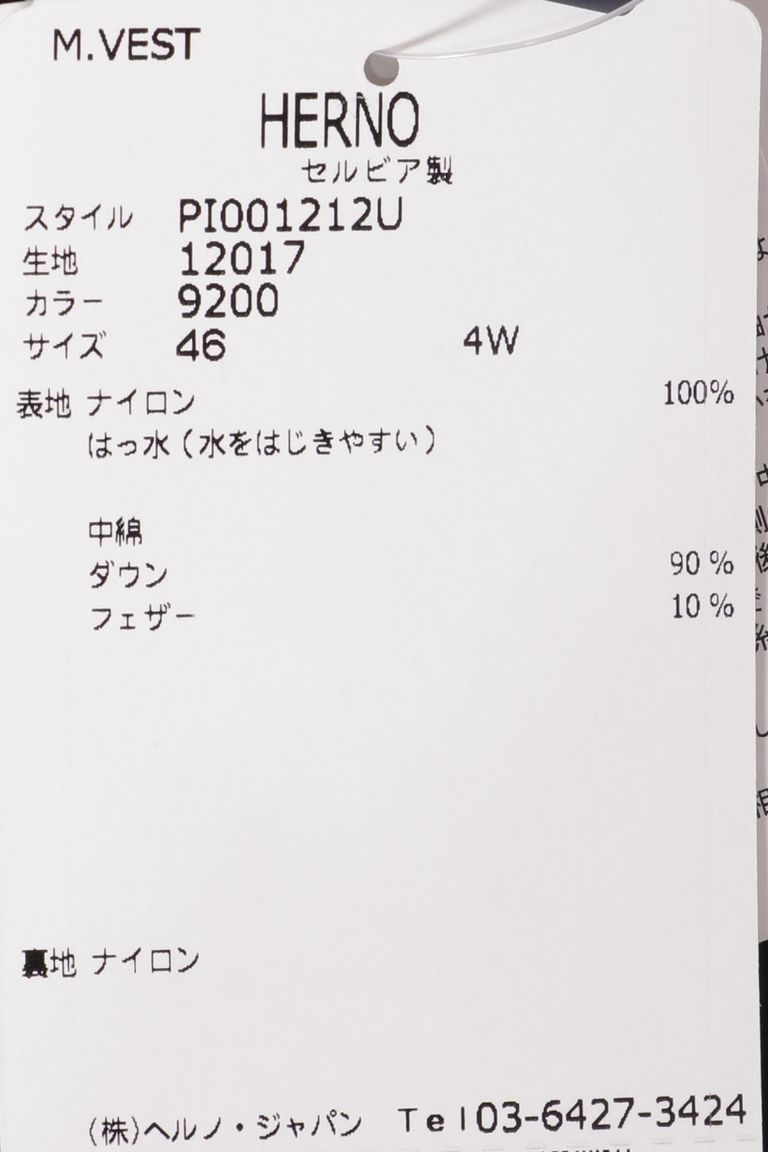 M.VEST
HERNO
セルビア製
スタイル PI001212U
生地 12017
カラー 9200
サイズ 46 4W
表地 ナイロン 100%
はっ水(水をはじきやすい)
中綿
ダウン 90 %
フェザー 10 %
裏地 ナイロン
(株)ヘルノ・ジャパン Tel03-6427-3424